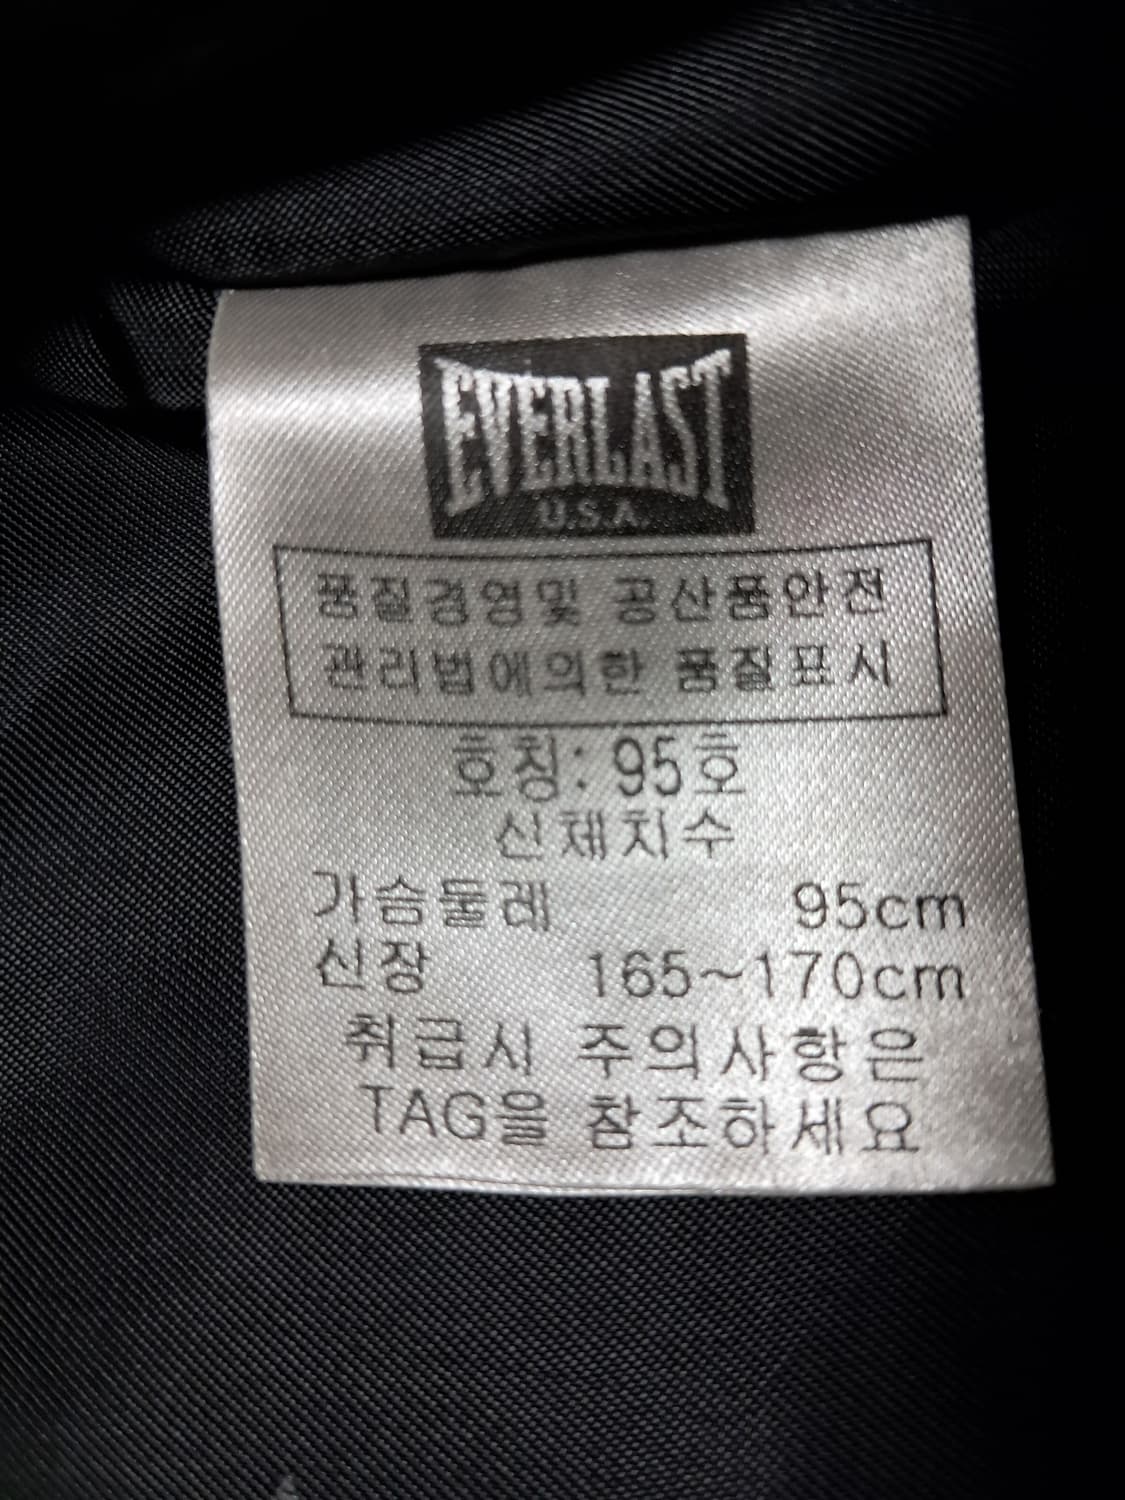 EVERLAST
U.S.A.
품질경영및 공산품안전
관리법에의한 품질표시
호칭: 95호
신체치수
가슴둘레 95cm
신장 165~170cm
취급시 주의사항은
TAG을 참조하세요